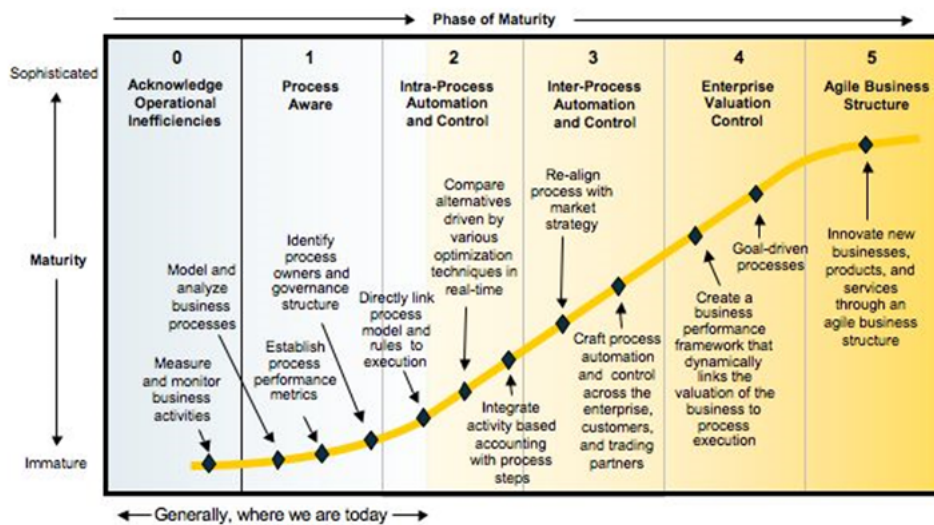 Phase of Maturity
0
Acknowledge
Operational
Inefficiencies
1
Process
Aware
2
Intra-Process
Automation
and Control
3
Inter-Process
Automation
and Control
4
Enterprise
Valuation
Control
5
Agile Business
Structure
Sophisticated
Maturity
Immature
Measure
and monitor
business
activities
Model and
analyze
business
processes
Establish
process
performance
metrics
Identify
process
owners and
governance
structure
Directly link
process
model and
rules to
execution
Compare
alternatives
driven by
various
optimization
techniques in
real-time
Integrate
activity based
accounting
with process
steps
Re-align
process with
market
strategy
Craft process
automation
and control
across the
enterprise,
customers,
and trading
partners
Create a
business
performance
framework that
dynamically
links the
valuation of the
business to
process
execution
Goal-driven
processes
Innovate new
businesses,
products, and
services
through an
agile business
structure
Generally, where we are today